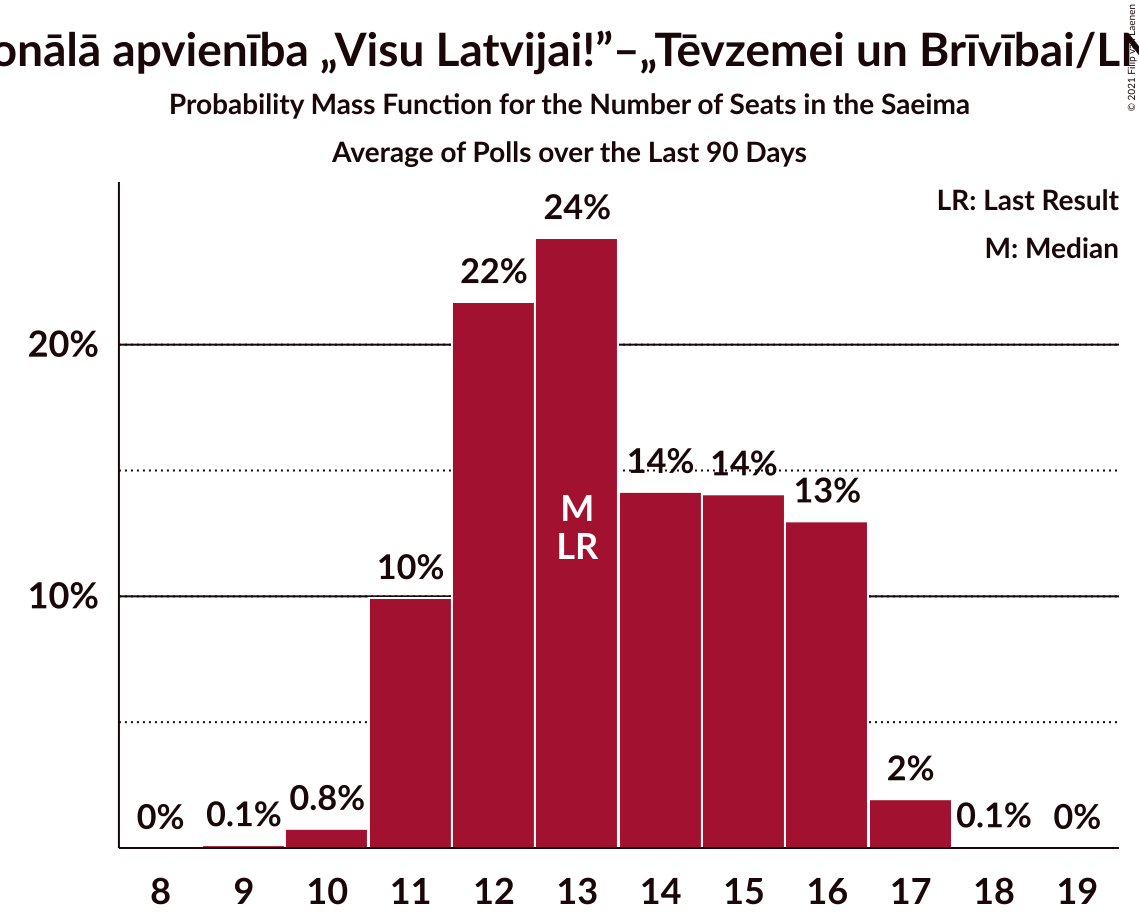 onālā apvienība „Visu Latvijai!”–„Tēvzemei un Brīvībai/LN
Probability Mass Function for the Number of Seats in the Saeima
Average of Polls over the Last 90 Days
© 2021 Filip Laenen
LR: Last Result
M: Median
24%
22%
20%
14% 14%
13%
M
LR
10%
10%
2%
0% 0.1% 0.8% 0.1% 0%
8 9 10 11 12 13 14 15 16 17 18 19